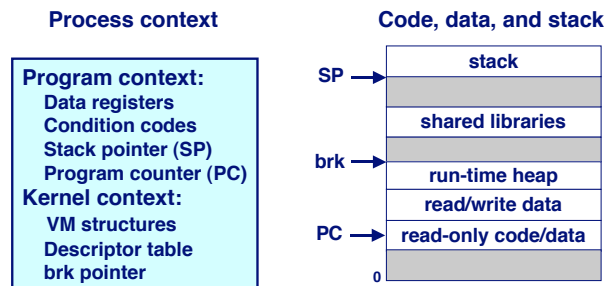 Process context
Program context:
Data registers
Condition codes
Stack pointer (SP)
Program counter (PC)
Kernel context:
VM structures
Descriptor table
brk pointer
Code, data, and stack
stack
SP
shared libraries
brk
run-time heap
read/write data
PC
read-only code/data
0